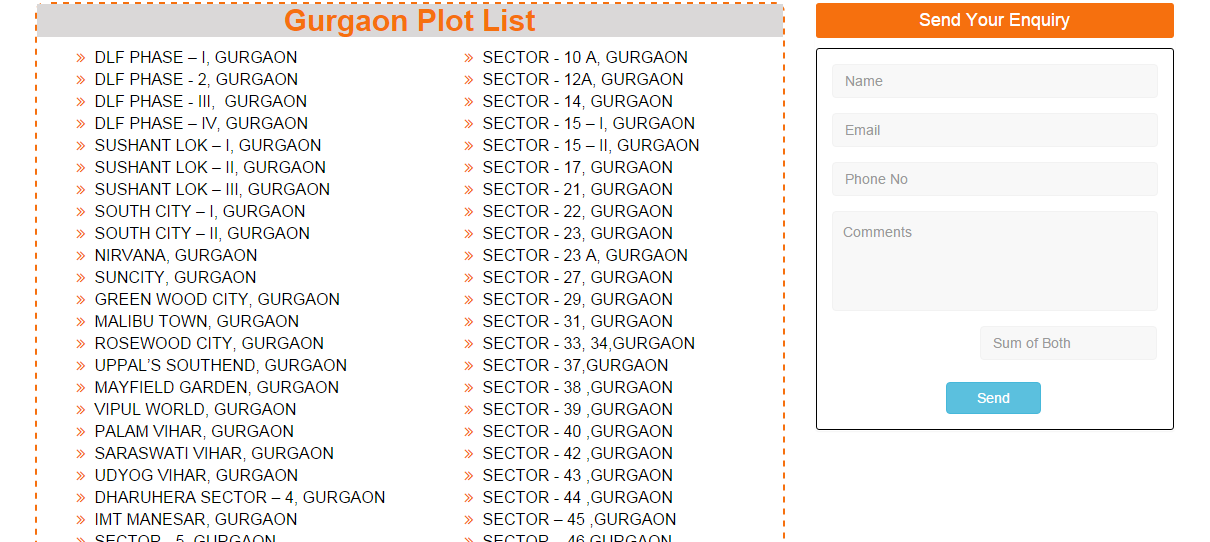 Gurgaon Plot List
DLF PHASE – I, GURGAON
DLF PHASE - 2, GURGAON
DLF PHASE - III,  GURGAON
DLF PHASE – IV, GURGAON
SUSHANT LOK – I, GURGAON
SUSHANT LOK – II, GURGAON
SUSHANT LOK – III, GURGAON
SOUTH CITY – I, GURGAON
SOUTH CITY – II, GURGAON
NIRVANA, GURGAON
SUNCITY, GURGAON
GREEN WOOD CITY, GURGAON
MALIBU TOWN, GURGAON
ROSEWOOD CITY, GURGAON
UPPAL’S SOUTHEND, GURGAON
MAYFIELD GARDEN, GURGAON
VIPUL WORLD, GURGAON
PALAM VIHAR, GURGAON
SARASWATI VIHAR, GURGAON
UDYOG VIHAR, GURGAON
DHARUHERA SECTOR – 4, GURGAON
IMT MANESAR, GURGAON
SECTOR - 5, GURGAON
SECTOR - 10 A, GURGAON
SECTOR - 12A, GURGAON
SECTOR - 14, GURGAON
SECTOR - 15 – I, GURGAON
SECTOR - 15 – II, GURGAON
SECTOR - 17, GURGAON
SECTOR - 21, GURGAON
SECTOR - 22, GURGAON
SECTOR - 23, GURGAON
SECTOR - 23 A, GURGAON
SECTOR - 27, GURGAON
SECTOR - 29, GURGAON
SECTOR - 31, GURGAON
SECTOR - 33, 34,GURGAON
SECTOR - 37,GURGAON
SECTOR - 38 ,GURGAON
SECTOR - 39 ,GURGAON
SECTOR - 40 ,GURGAON
SECTOR - 42 ,GURGAON
SECTOR - 43 ,GURGAON
SECTOR - 44 ,GURGAON
SECTOR – 45 ,GURGAON
SECTOR - 46 GURGAON
Send Your Enquiry
Name
Email
Phone No
Comments
Sum of Both
Send